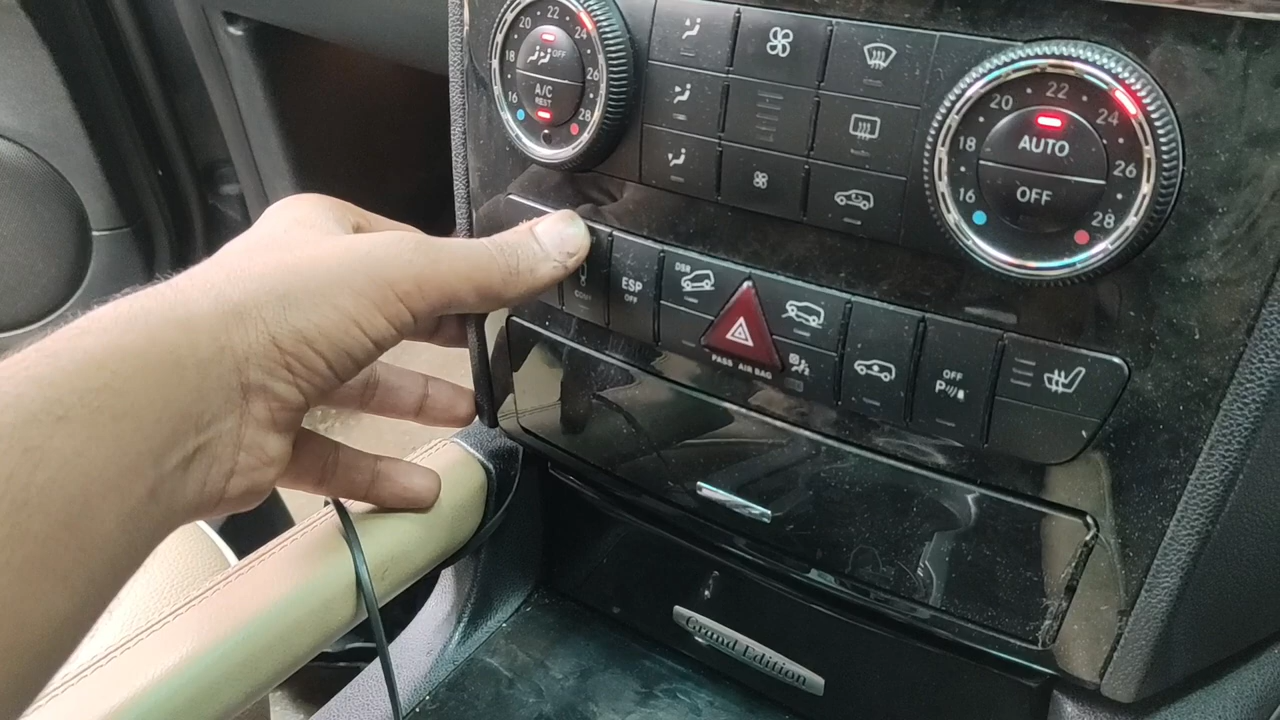 20 22 24
18 26
16 28
OFF
A/C
REST
20 22 24
18 26
16 28
AUTO
OFF
ESP
OFF
DSR
PASS AIR BAG
OFF
P
Grand Edition